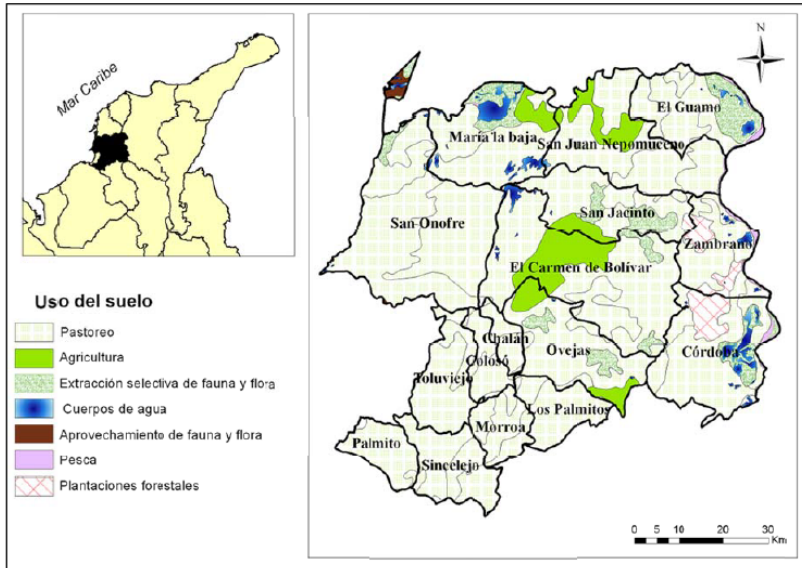 Mar Caribe
Uso del suelo
Pastoreo
Agricultura
Extracción selectiva de fauna y flora
Cuerpos de agua
Aprovechamiento de fauna y flora
Pesca
Plantaciones forestales
N
El Guamo
María la baja
San Juan Nepomuceno
San Onofre
San Jacinto
Zambrano
El Carmen de Bolívar
Chalán
Ovejas
Córdoba
Colosó
Toluviejo
Los Palmitos
Morroa
Palmito
Sincelejo
0 5 10 20 30
Km